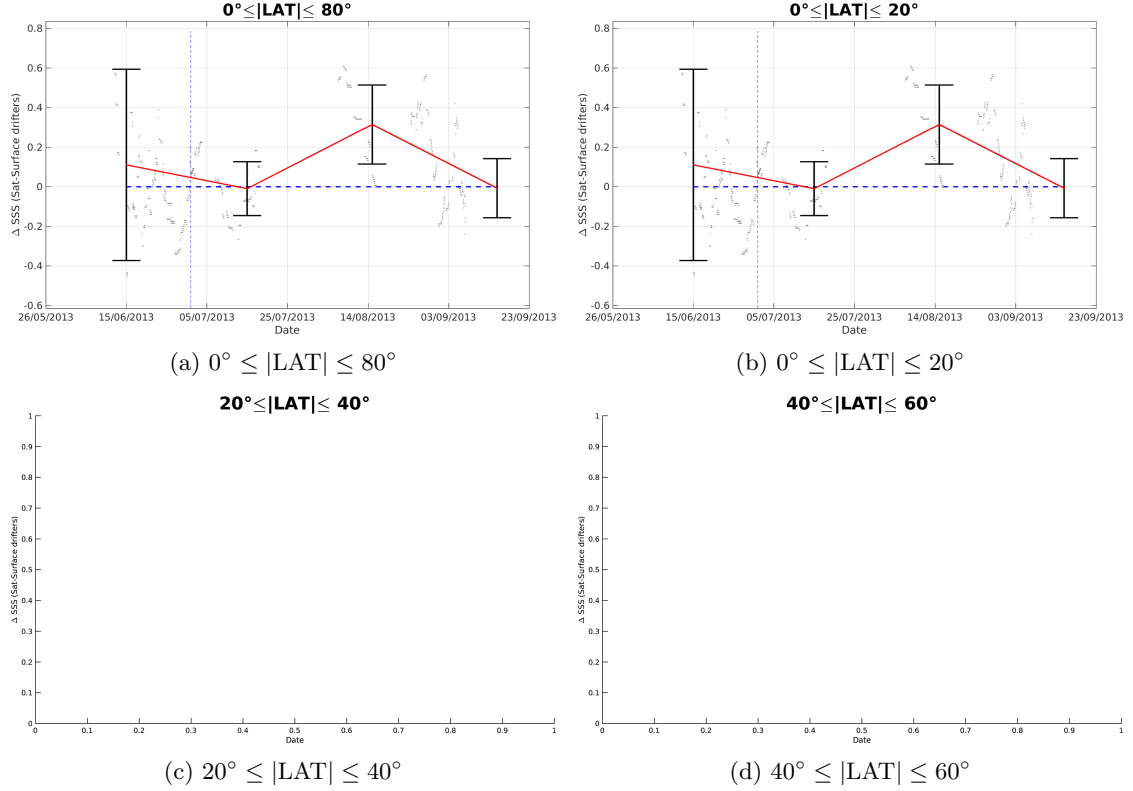 0°≤|LAT|≤ 80°
0.8
0.6
0.4
0.2
0
-0.2
-0.4
-0.6
Δ SSS (Sat-Surface drifters)
26/05/2013 15/06/2013 05/07/2013 25/07/2013 14/08/2013 03/09/2013 23/09/2013
Date
(a) 0° ≤ |LAT| ≤ 80°
0°≤|LAT|≤ 20°
0.8
0.6
0.4
0.2
0
-0.2
-0.4
-0.6
Δ SSS (Sat-Surface drifters)
26/05/2013 15/06/2013 05/07/2013 25/07/2013 14/08/2013 03/09/2013 23/09/2013
Date
(b) 0° ≤ |LAT| ≤ 20°
20°≤|LAT|≤ 40°
1
0.9
0.8
0.7
0.6
0.5
0.4
0.3
0.2
0.1
0
Δ SSS (Sat-Surface drifters)
0 0.1 0.2 0.3 0.4 0.5 0.6 0.7 0.8 0.9 1
Date
(c) 20° ≤ |LAT| ≤ 40°
40°≤|LAT|≤ 60°
1
0.9
0.8
0.7
0.6
0.5
0.4
0.3
0.2
0.1
0
Δ SSS (Sat-Surface drifters)
0 0.1 0.2 0.3 0.4 0.5 0.6 0.7 0.8 0.9 1
Date
(d) 40° ≤ |LAT| ≤ 60°